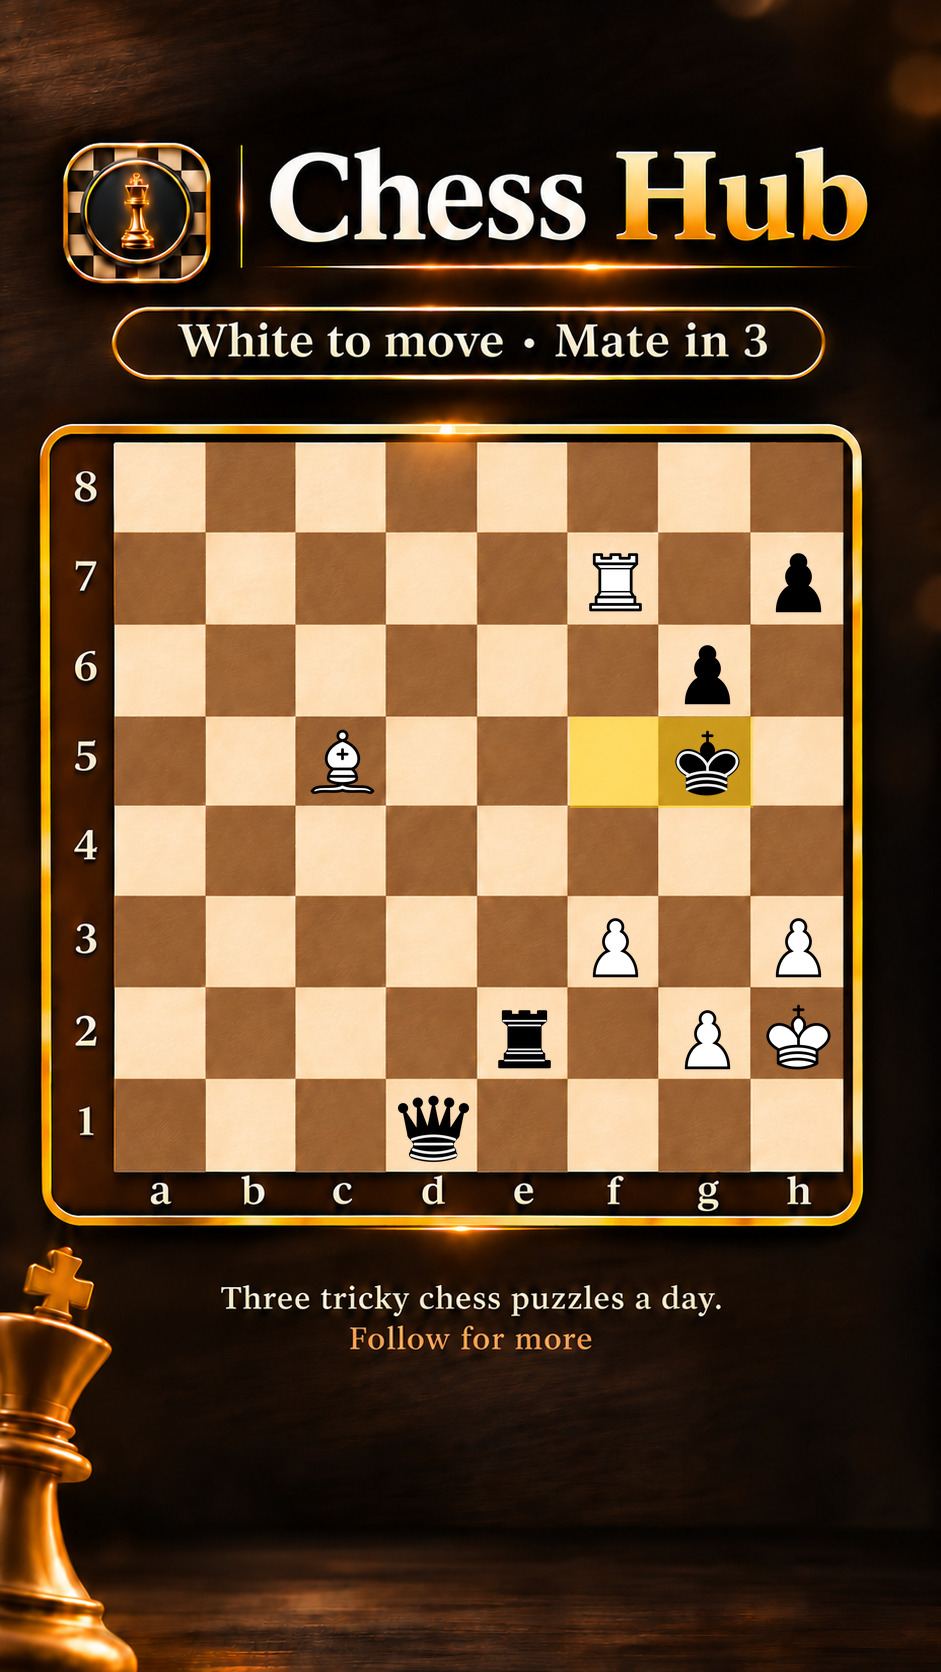 Chess Hub
White to move • Mate in 3
8
7
6
5
4
3
2
1
a b c d e f g h
Three tricky chess puzzles a day.
Follow for more